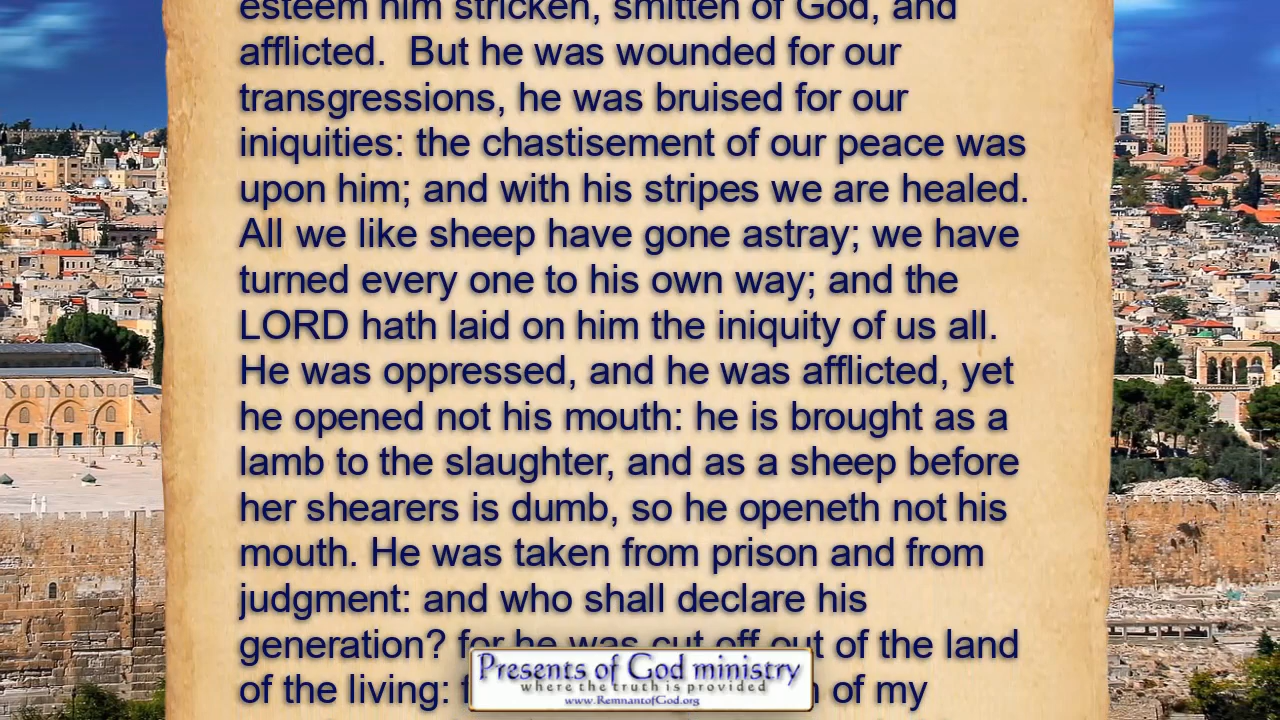 esteem him stricken, smitten of God, and
afflicted.  But he was wounded for our
transgressions, he was bruised for our
iniquities: the chastisement of our peace was
upon him; and with his stripes we are healed.
All we like sheep have gone astray; we have
turned every one to his own way; and the
LORD hath laid on him the iniquity of us all.
He was oppressed, and he was afflicted, yet
he opened not his mouth: he is brought as a
lamb to the slaughter, and as a sheep before
her shearers is dumb, so he openeth not his
mouth. He was taken from prison and from
judgment: and who shall declare his
generation? for he was cut off out of the land
of the living: of my
Presents of God ministry
where the truth is provided
www.RemnantofGod.org